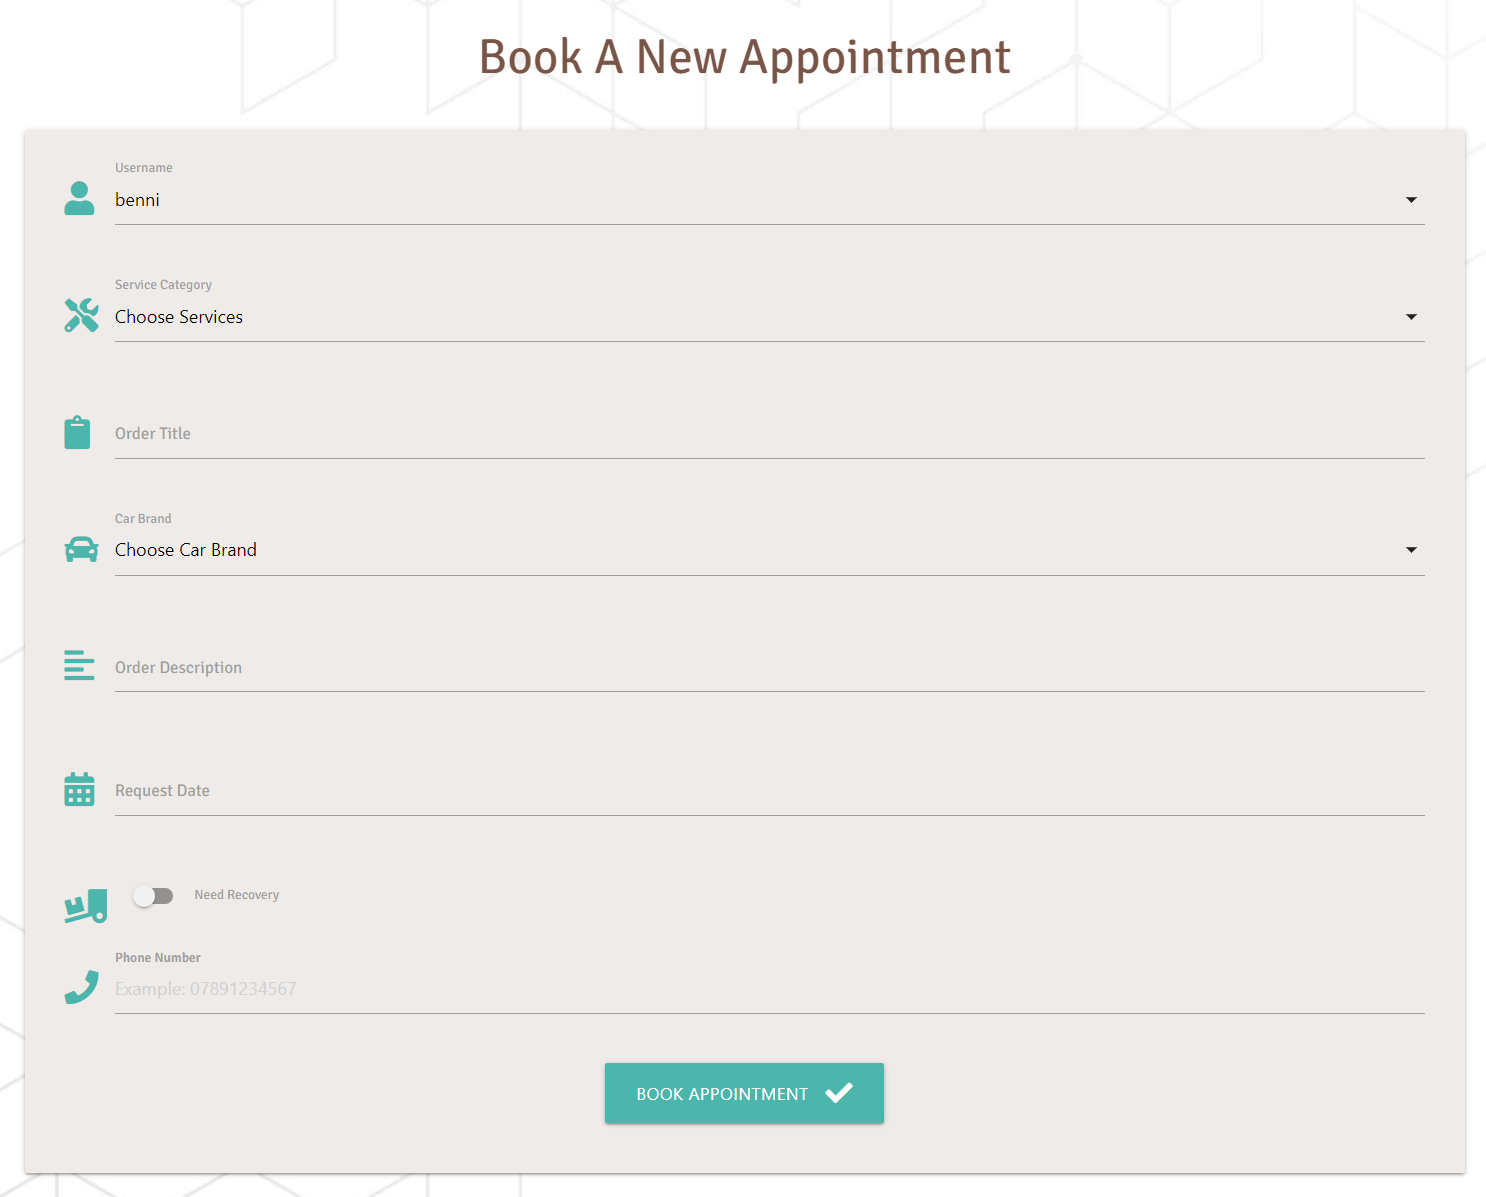 Book A New Appointment
Username
benni
Service Category
Choose Services
Order Title
Car Brand
Choose Car Brand
Order Description
Request Date
Need Recovery
Phone Number
Example: 07891234567
BOOK APPOINTMENT